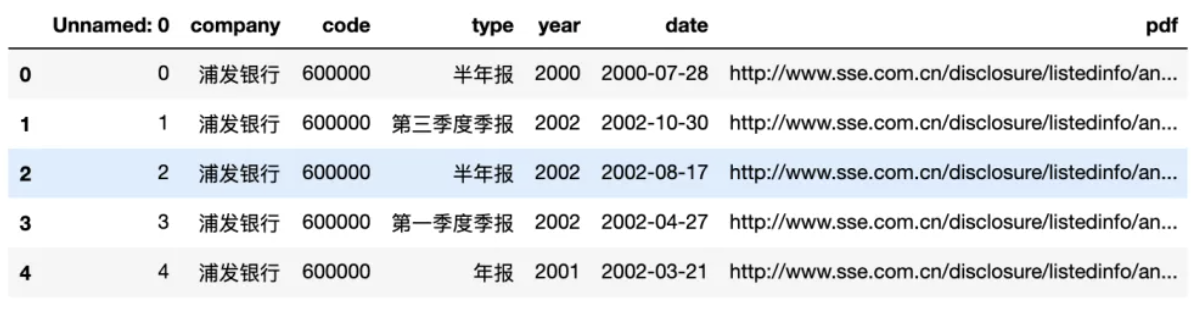 Unnamed: 0 company code type year date pdf
0 0 浦发银行 600000 半年报 2000 2000-07-28 http://www.sse.com.cn/disclosure/listedinfo/an...
1 1 浦发银行 600000 第三季度季报 2002 2002-10-30 http://www.sse.com.cn/disclosure/listedinfo/an...
2 2 浦发银行 600000 半年报 2002 2002-08-17 http://www.sse.com.cn/disclosure/listedinfo/an...
3 3 浦发银行 600000 第一季度季报 2002 2002-04-27 http://www.sse.com.cn/disclosure/listedinfo/an...
4 4 浦发银行 600000 年报 2001 2002-03-21 http://www.sse.com.cn/disclosure/listedinfo/an...